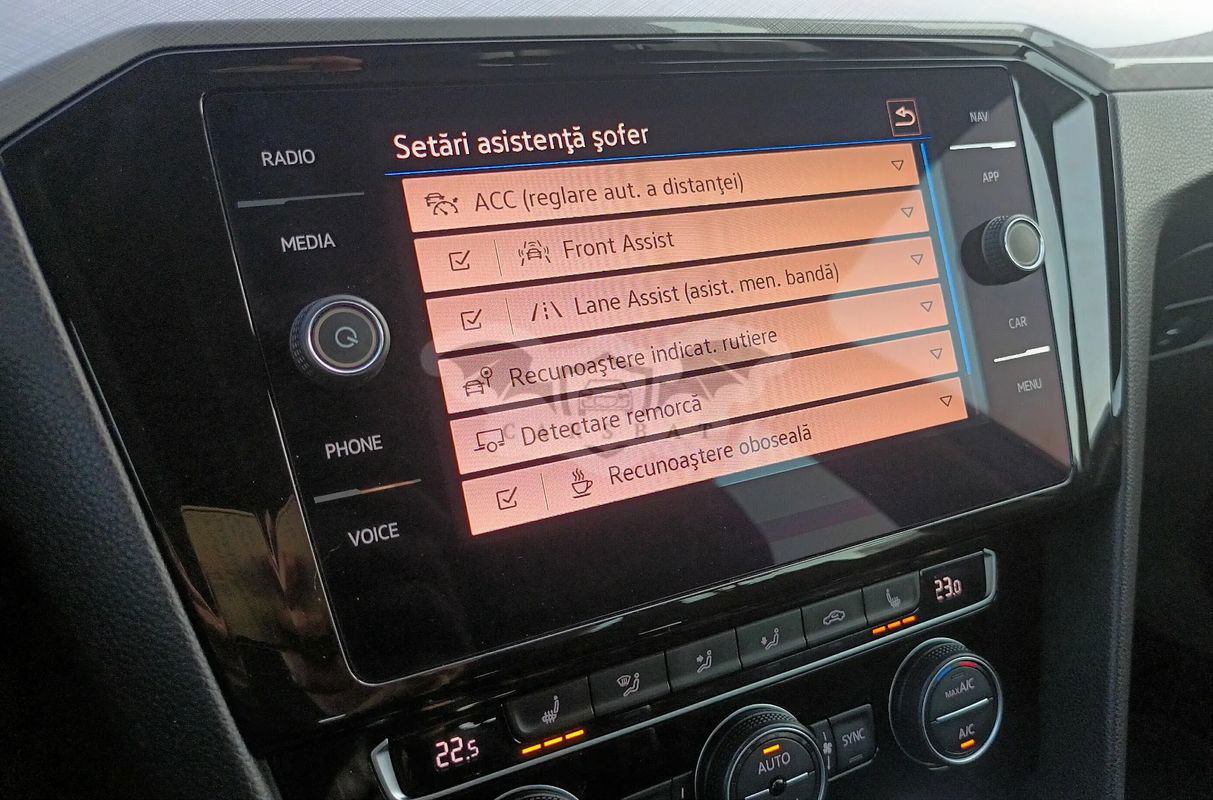 RADIO
MEDIA
PHONE
VOICE
Setări asistenţă şofer
ACC (reglare aut. a distanţei)
Front Assist
Lane Assist (asist. men. bandă)
Recunoaştere indicat. rutiere
Detectare remorcă
Recunoaştere oboseală
CARSBAT
NAV
APP
CAR
MENU
22.5
23.0
AUTO
SYNC
MAX A/C
A/C